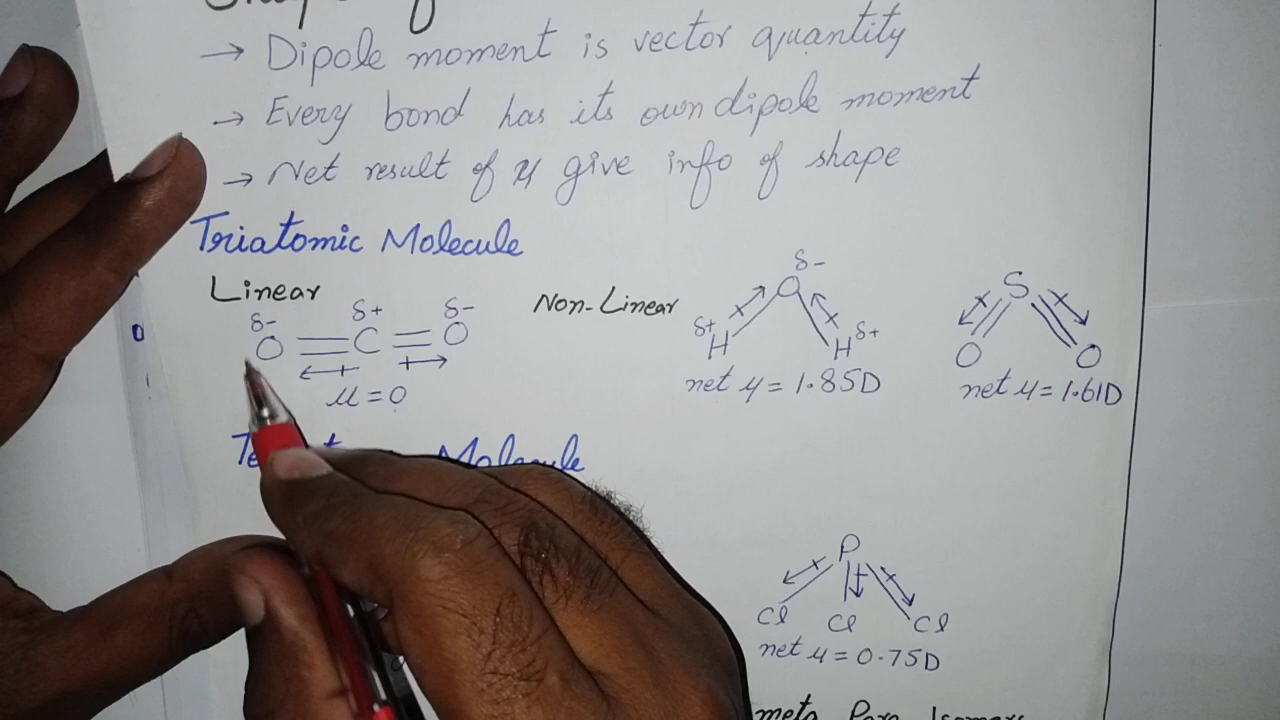 → Dipole moment is vector quantity
→ Every bond has its own dipole moment
→ Net result of μ give info of shape
Triatomic Molecule
Linear
δ- δ+ δ-
O = C = O
μ = 0
Non-Linear
δ-
O
δ+ H H δ+
net μ = 1.85D
S
O O
net μ = 1.61D
Molecule
P
Cl Cl Cl
net μ = 0.75D
Para Isomers